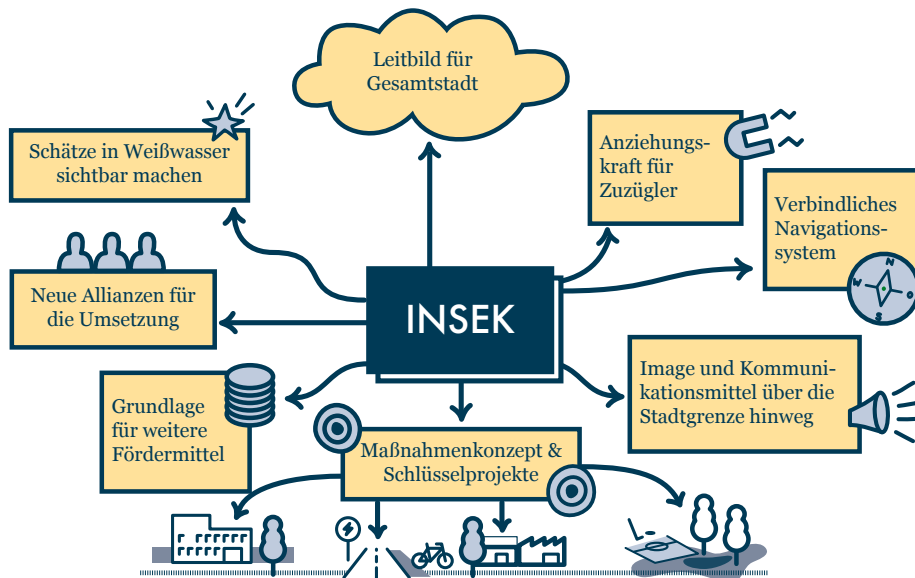 Leitbild für
Gesamtstadt
Schätze in Weißwasser
sichtbar machen
Anziehungs-
kraft für
Zuzügler
Verbindliches
Navigations-
system
N
W
O
S
Neue Allianzen für
die Umsetzung
INSEK
Image und Kommuni-
kationsmittel über die
Stadtgrenze hinweg
Grundlage
für weitere
Fördermittel
Maßnahmenkonzept &
Schlüsselprojekte